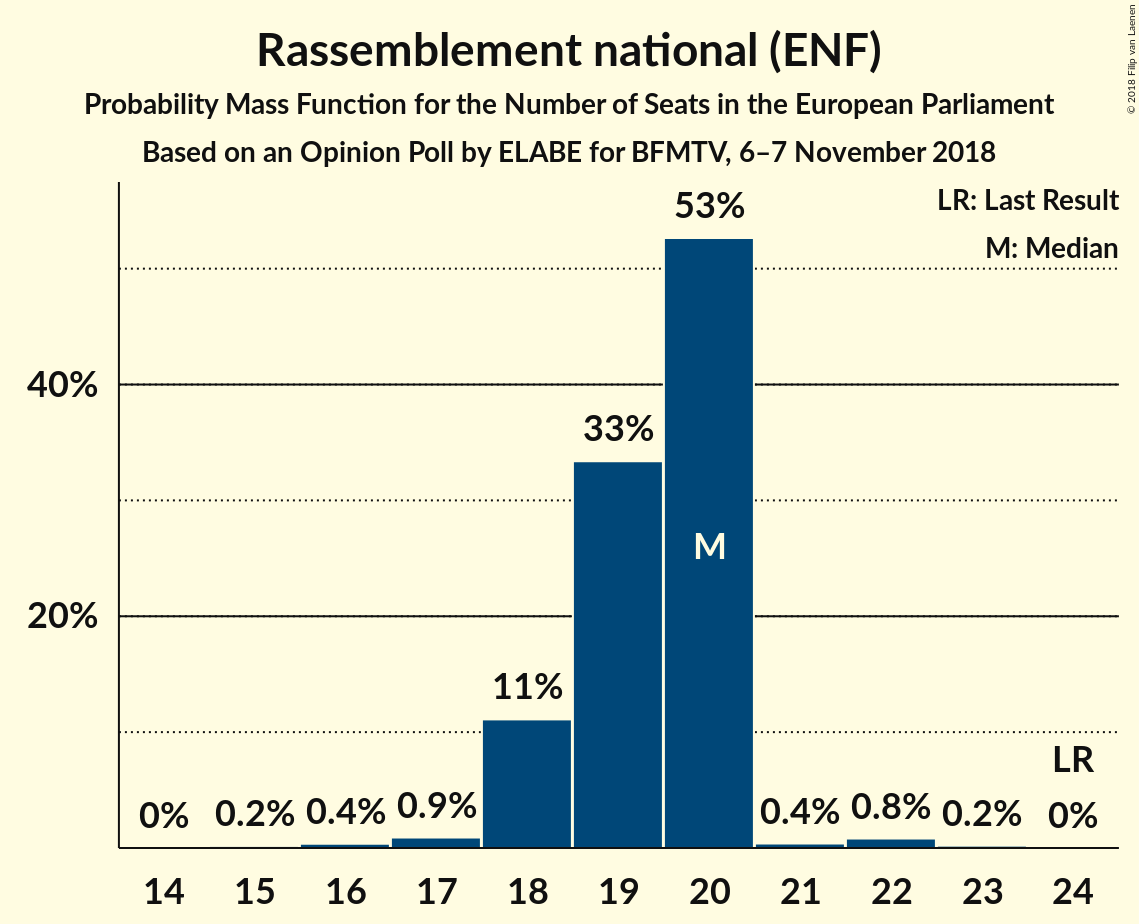 Rassemblement national (ENF)
Probability Mass Function for the Number of Seats in the European Parliament
Based on an Opinion Poll by ELABE for BFMTV, 6–7 November 2018
© 2018 Filip van Laenen
LR: Last Result
M: Median
53%
40%
33%
M
20%
11%
LR
0% 0.2% 0.4% 0.9% 0.4% 0.8% 0.2% 0%
14 15 16 17 18 19 20 21 22 23 24